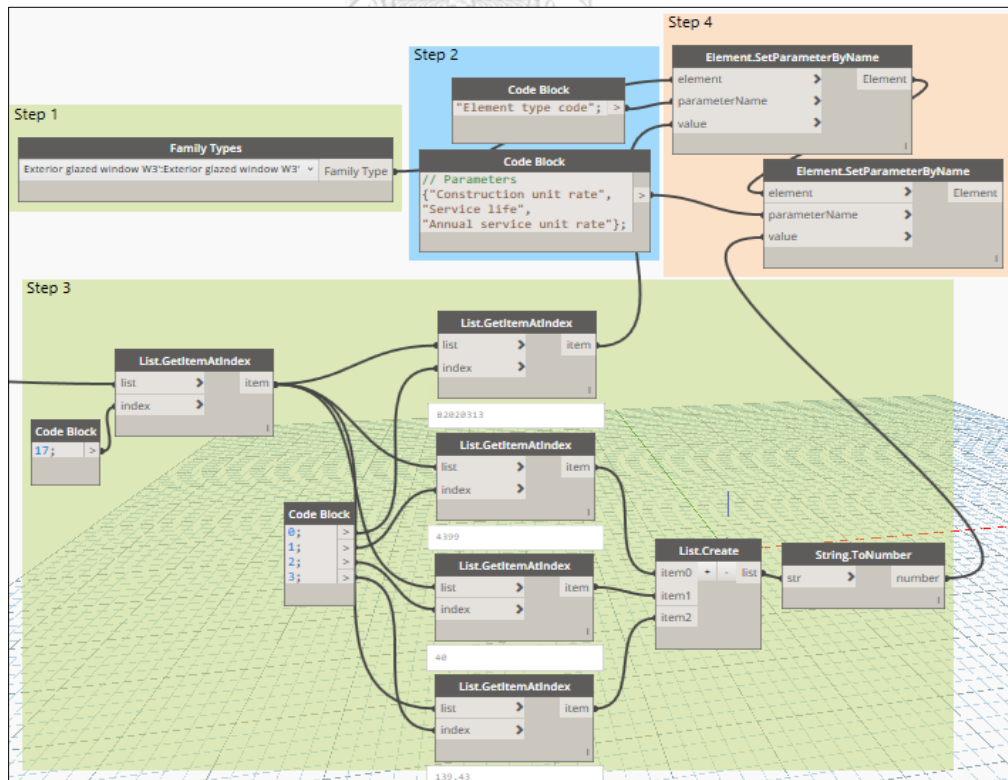 Step 1
Family Types
Exterior glazed window W3':Exterior glazed window W3' Family Type
Step 2
Code Block
"Element type code"; >
Code Block
// Parameters
{"Construction unit rate", >
"Service life",
"Annual service unit rate"};
Step 4
Element.SetParameterByName
element > Element
parameterName >
value >
Element.SetParameterByName
element > Element
parameterName >
value >
Step 3
List.GetItemAtIndex
list > item
index >
Code Block
17; >
Code Block
0; >
1; >
2; >
3; >
List.GetItemAtIndex
list > item
index >
82020313
List.GetItemAtIndex
list > item
index >
4399
List.GetItemAtIndex
list > item
index >
40
List.GetItemAtIndex
list > item
index >
139.43
List.Create
item0 + - list
item1
item2
String.ToNumber
str > number